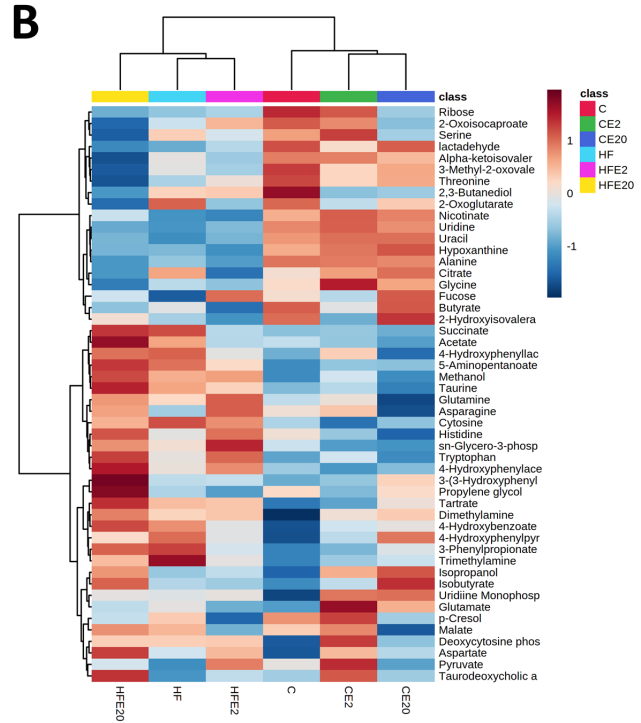 B
class
Ribose
2-Oxoisocaproate
Serine
lactadehyde
Alpha-ketoisovaler
3-Methyl-2-oxovale
Threonine
2,3-Butanediol
2-Oxoglutarate
Nicotinate
Uridine
Uracil
Hypoxanthine
Alanine
Citrate
Glycine
Fucose
Butyrate
2-Hydroxyisovalera
Succinate
Acetate
4-Hydroxyphenyllac
5-Aminopentanoate
Methanol
Taurine
Glutamine
Asparagine
Cytosine
Histidine
sn-Glycero-3-phosp
Tryptophan
4-Hydroxyphenylace
3-(3-Hydroxyphenyl
Propylene glycol
Tartrate
Dimethylamine
4-Hydroxybenzoate
4-Hydroxyphenylpyr
3-Phenylpropionate
Trimethylamine
Isopropanol
Isobutyrate
Uridiine Monophosp
Glutamate
p-Cresol
Malate
Deoxycytosine phos
Aspartate
Pyruvate
Taurodeoxycholic a
HFE20
HF
HFE2
C
CE2
CE20
1
0
-1
class
C
CE2
CE20
HF
HFE2
HFE20